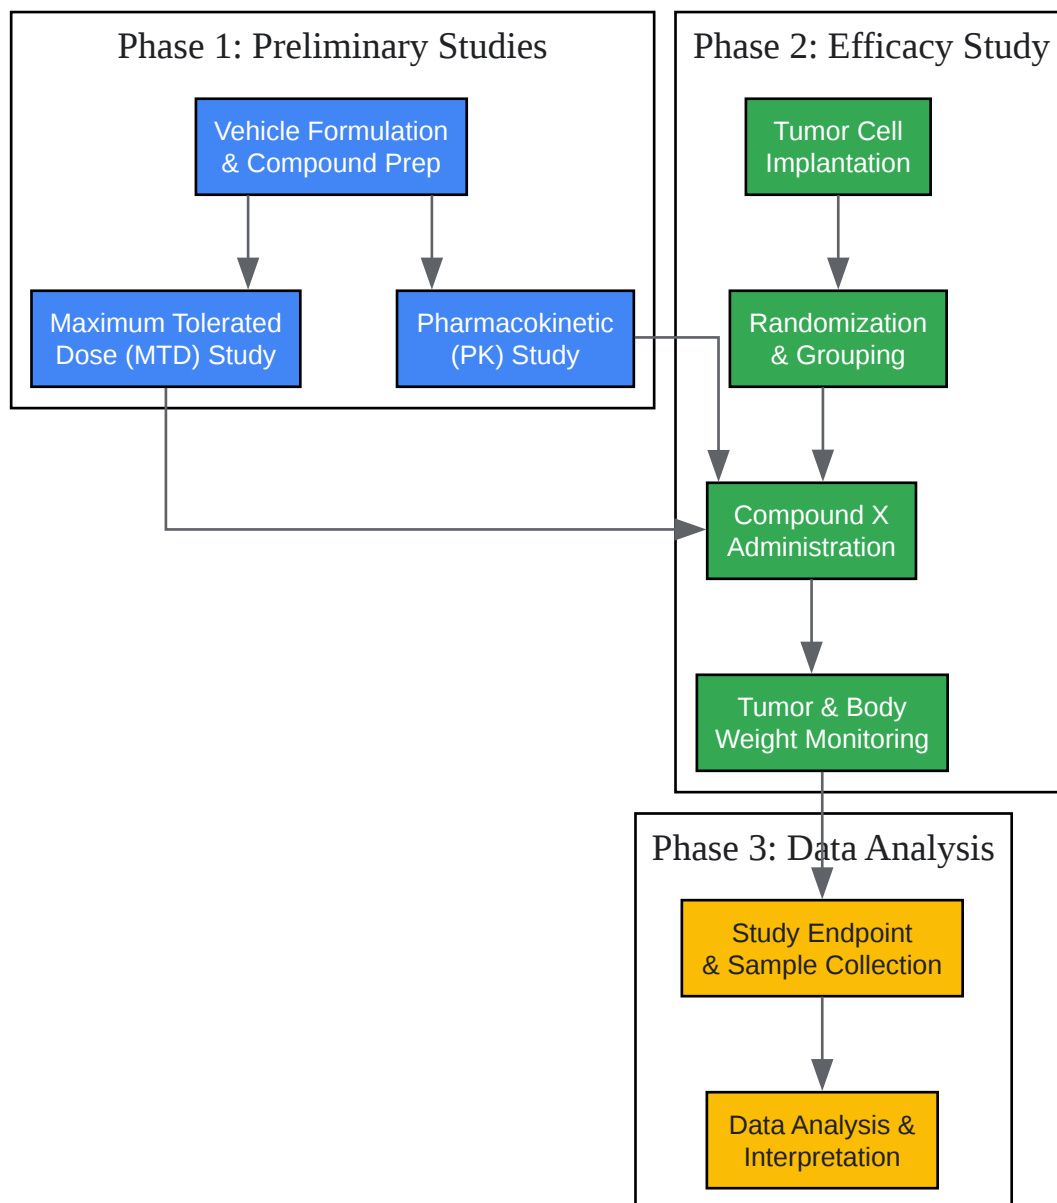 Phase 1: Preliminary Studies
Vehicle Formulation
& Compound Prep
Maximum Tolerated
Dose (MTD) Study
Pharmacokinetic
(PK) Study
Phase 2: Efficacy Study
Tumor Cell
Implantation
Randomization
& Grouping
Compound X
Administration
Tumor & Body
Weight Monitoring
Phase 3: Data Analysis
Study Endpoint
& Sample Collection
Data Analysis &
Interpretation